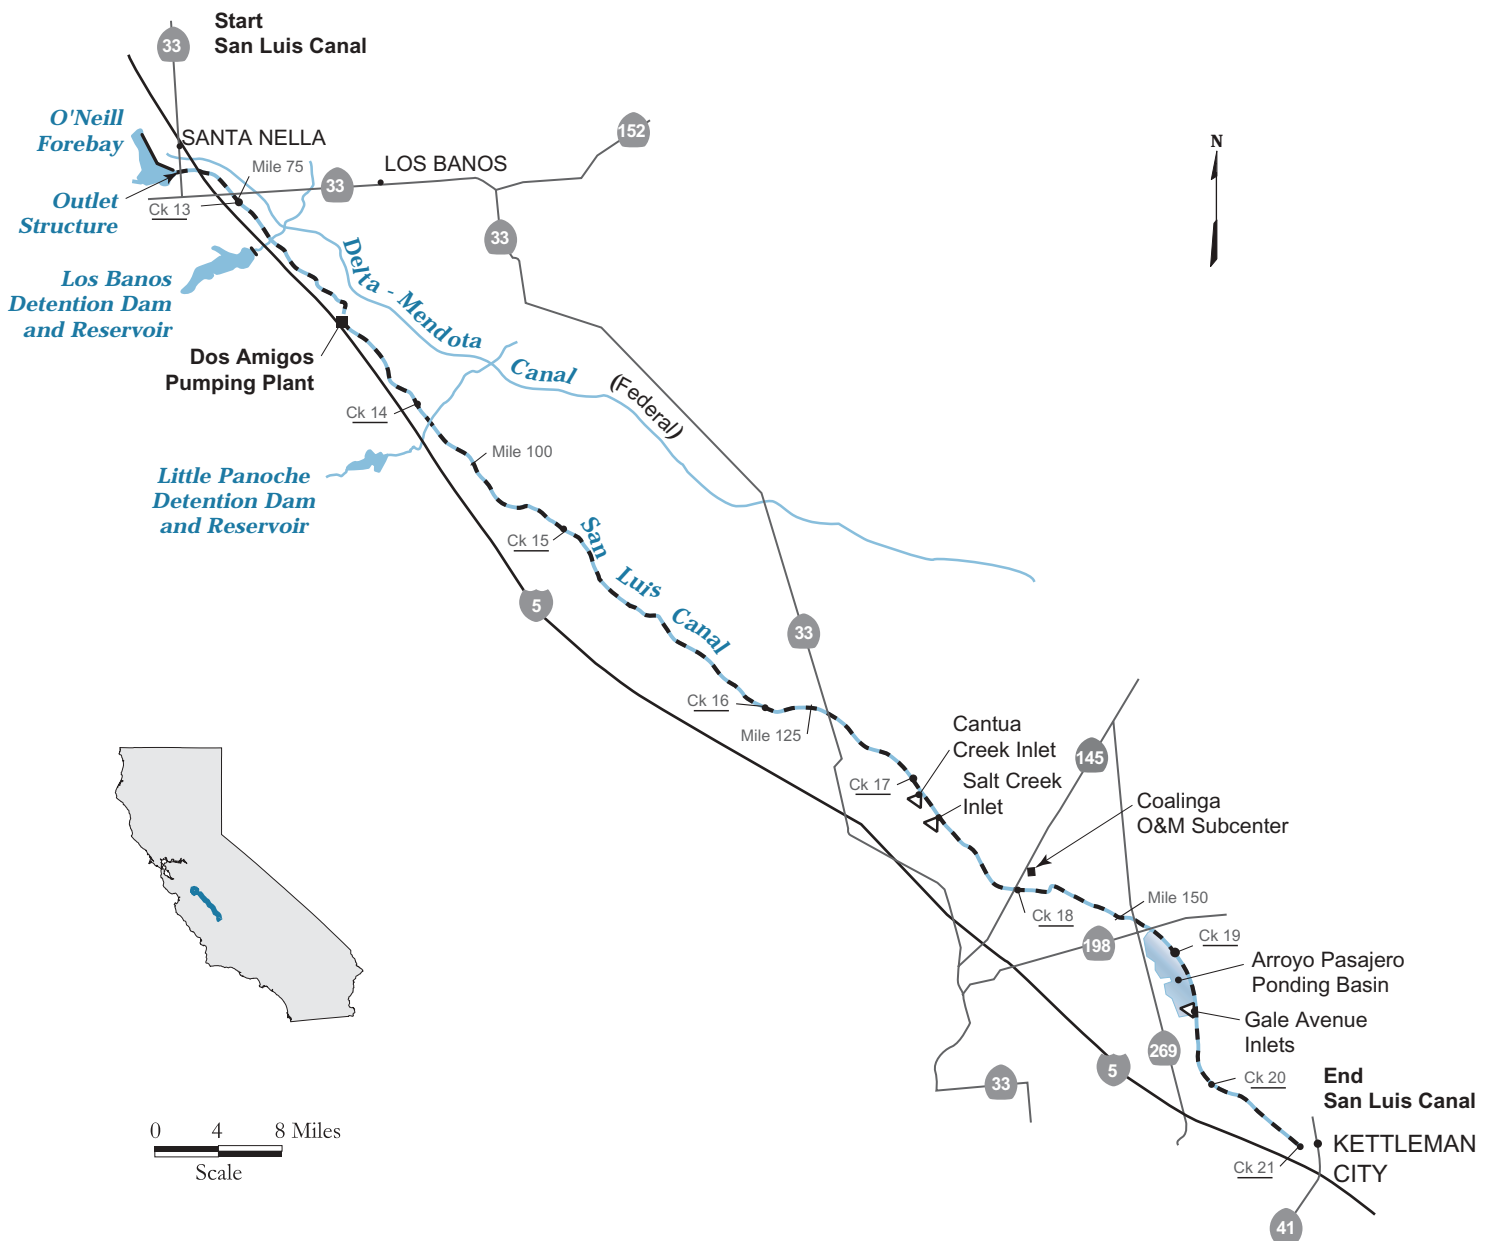 Start
San Luis Canal
33
O'Neill
Forebay
SANTA NELLA
152
Mile 75
LOS BANOS
33
N
Outlet
Structure
Ck 13
33
Los Banos
Detention Dam
and Reservoir
Delta - Mendota
Canal
(Federal)
Dos Amigos
Pumping Plant
Ck 14
Mile 100
Little Panoche
Detention Dam
and Reservoir
Ck 15
San
Luis
Canal
5
33
Ck 16
Mile 125
Cantua
Creek Inlet
145
Ck 17
Salt Creek
Inlet
Coalinga
O&M Subcenter
Mile 150
Ck 18
198
Ck 19
Arroyo Pasajero
Ponding Basin
Gale Avenue
Inlets
269
5
33
Ck 20
End
San Luis Canal
0 4 8 Miles
Scale
KETTLEMAN
CITY
Ck 21
41